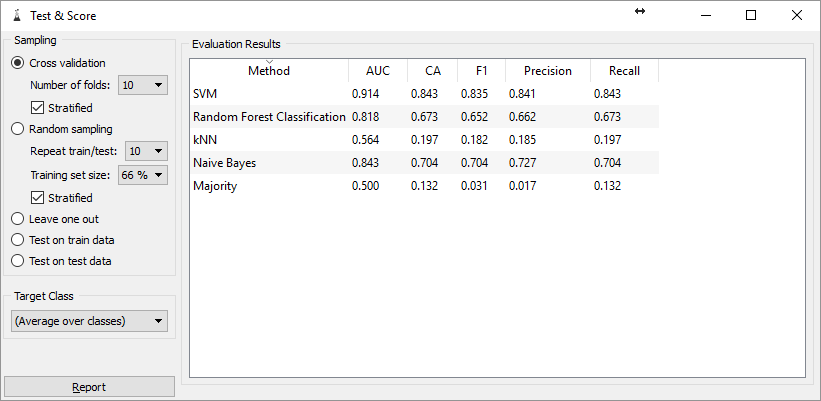 Test & Score
Sampling
Cross validation
Number of folds: 10
Stratified
Random sampling
Repeat train/test: 10
Training set size: 66 %
Stratified
Leave one out
Test on train data
Test on test data
Target Class
(Average over classes)
Report
Evaluation Results
Method AUC CA F1 Precision Recall
SVM 0.914 0.843 0.835 0.841 0.843
Random Forest Classification 0.818 0.673 0.652 0.662 0.673
kNN 0.564 0.197 0.182 0.185 0.197
Naive Bayes 0.843 0.704 0.704 0.727 0.704
Majority 0.500 0.132 0.031 0.017 0.132